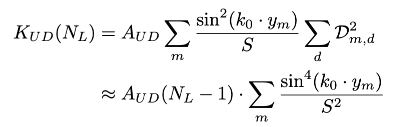 $K_{UD}(N_L) = A_{UD} \sum_m \frac{\sin^2(k_0 \cdot y_m)}{S} \sum_d \mathcal{D}_{m,d}^2$
$\approx A_{UD}(N_L - 1) \cdot \sum_m \frac{\sin^4(k_0 \cdot y_m)}{S^2}$